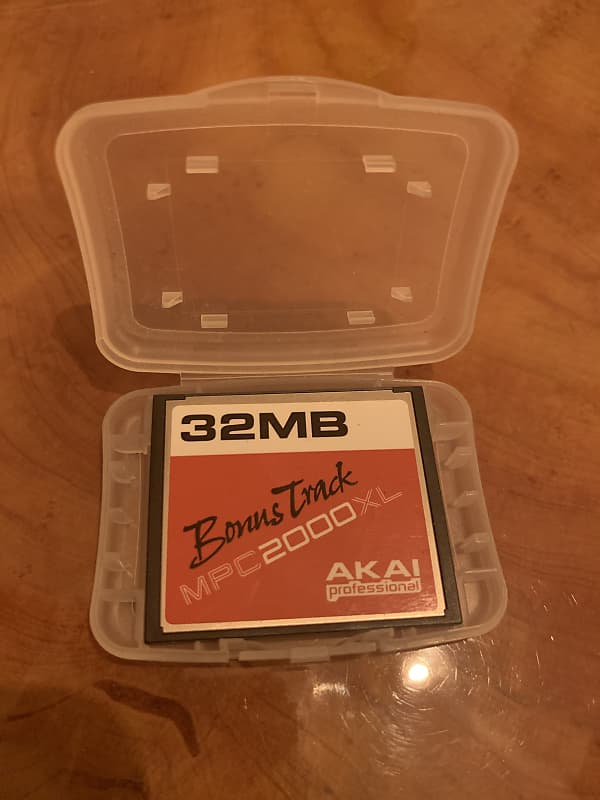 32MB
Bonus Track
MPC2000XL
AKAI
professional